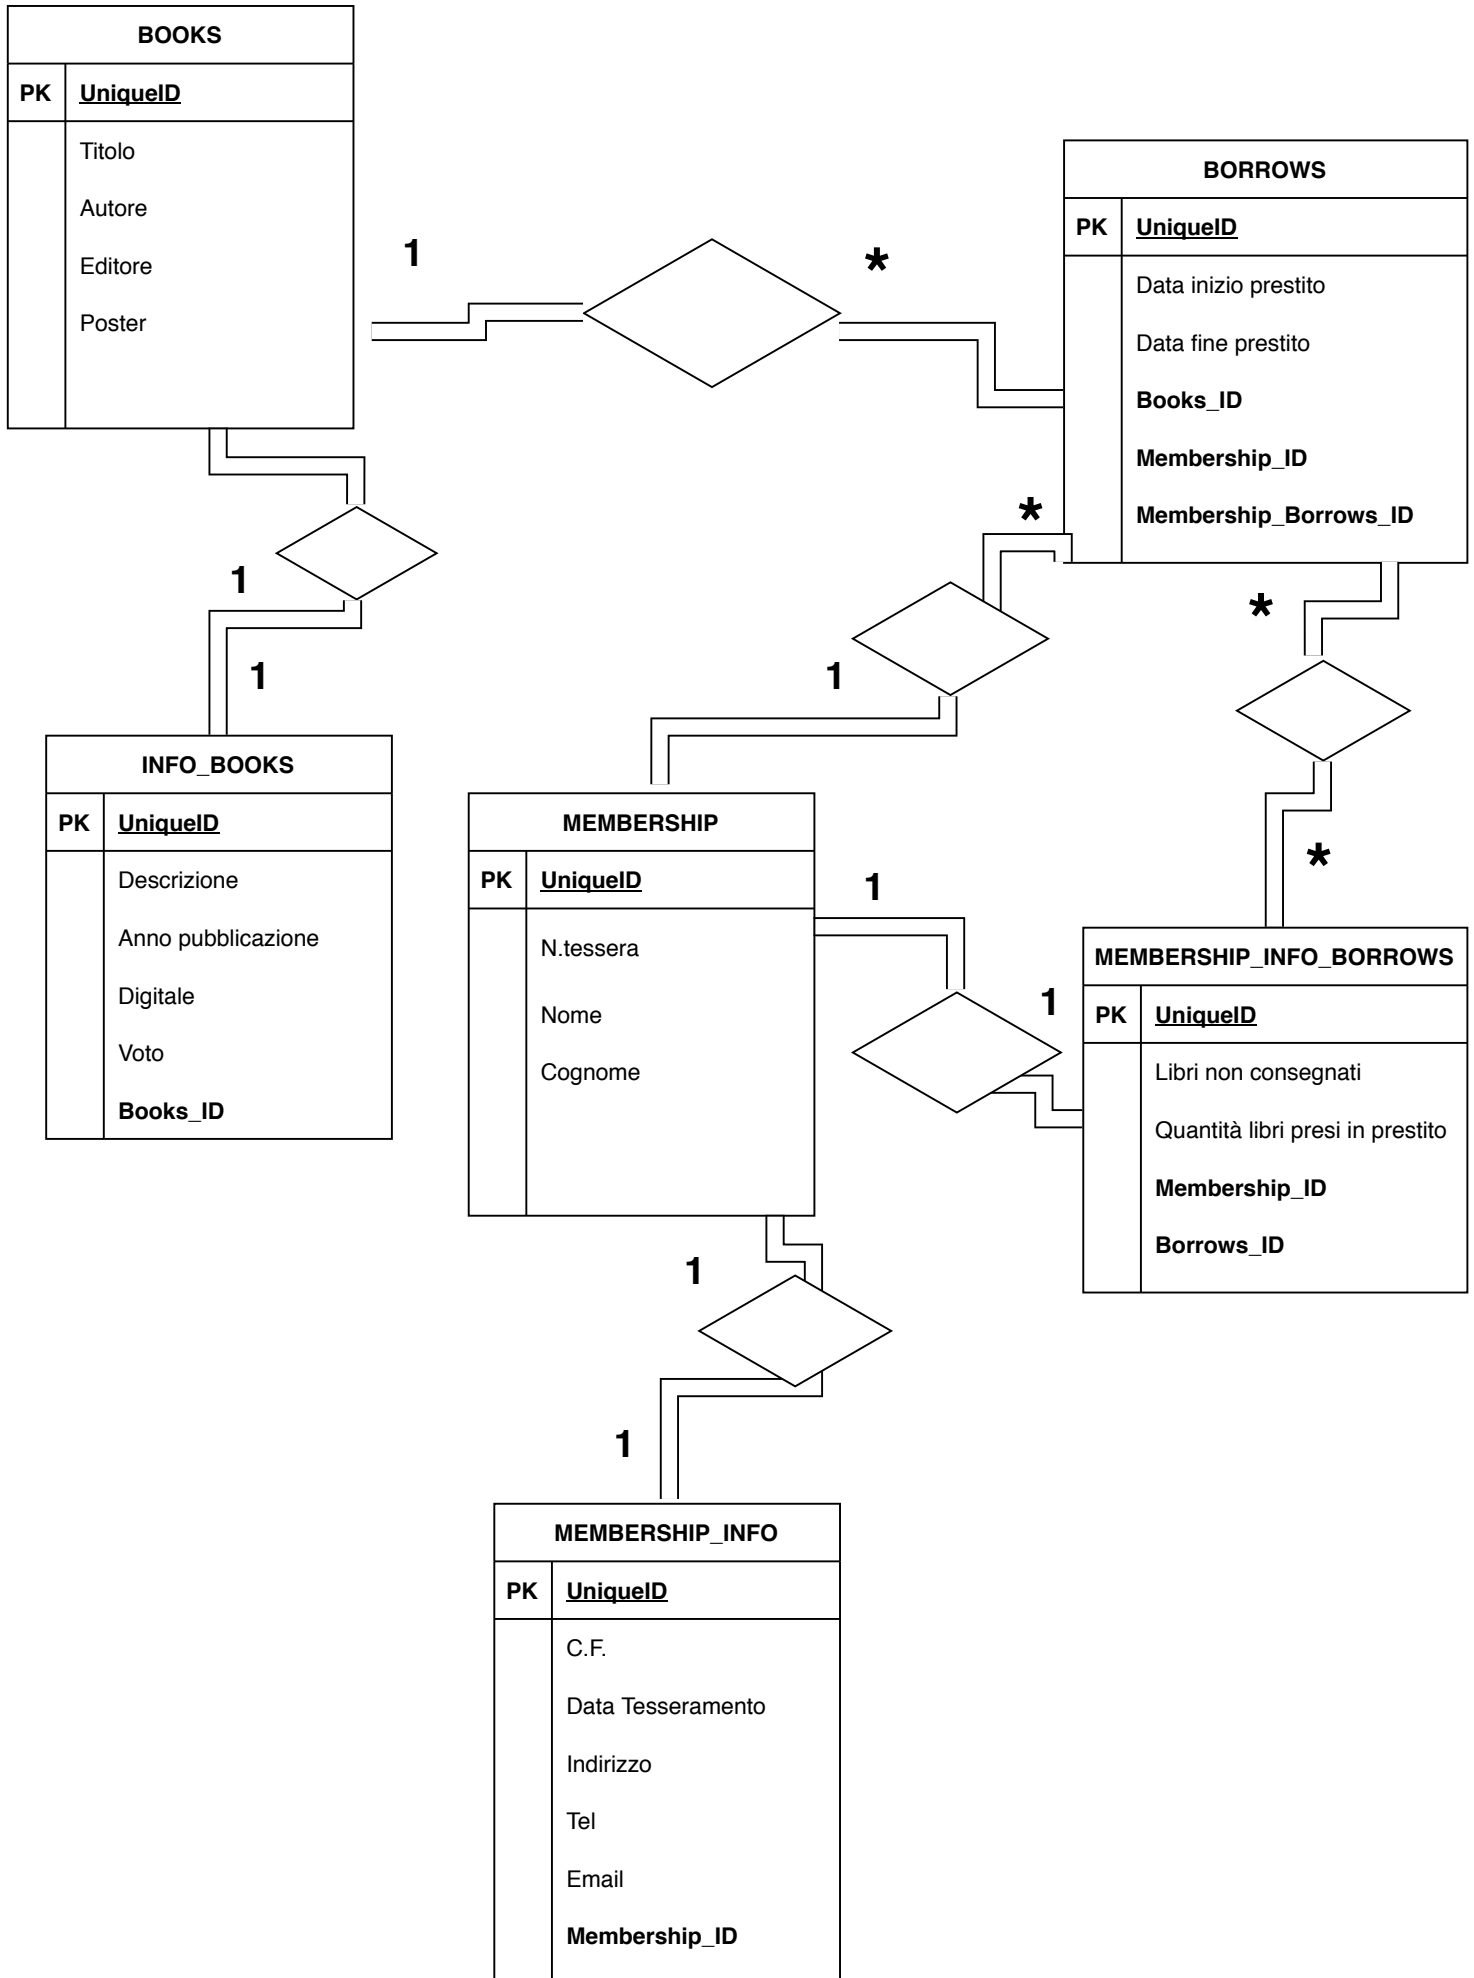 BOOKS
PK UniqueID
Titolo
Autore
Editore
Poster
BORROWS
PK UniqueID
Data inizio prestito
Data fine prestito
Books_ID
Membership_ID
Membership_Borrows_ID
1
*
*
1
1
1
*
*
INFO_BOOKS
PK UniqueID
Descrizione
Anno pubblicazione
Digitale
Voto
Books_ID
MEMBERSHIP
PK UniqueID
N.tessera
Nome
Cognome
1
1
MEMBERSHIP_INFO_BORROWS
PK UniqueID
Libri non consegnati
Quantità libri presi in prestito
Membership_ID
Borrows_ID
1
1
MEMBERSHIP_INFO
PK UniqueID
C.F.
Data Tesseramento
Indirizzo
Tel
Email
Membership_ID